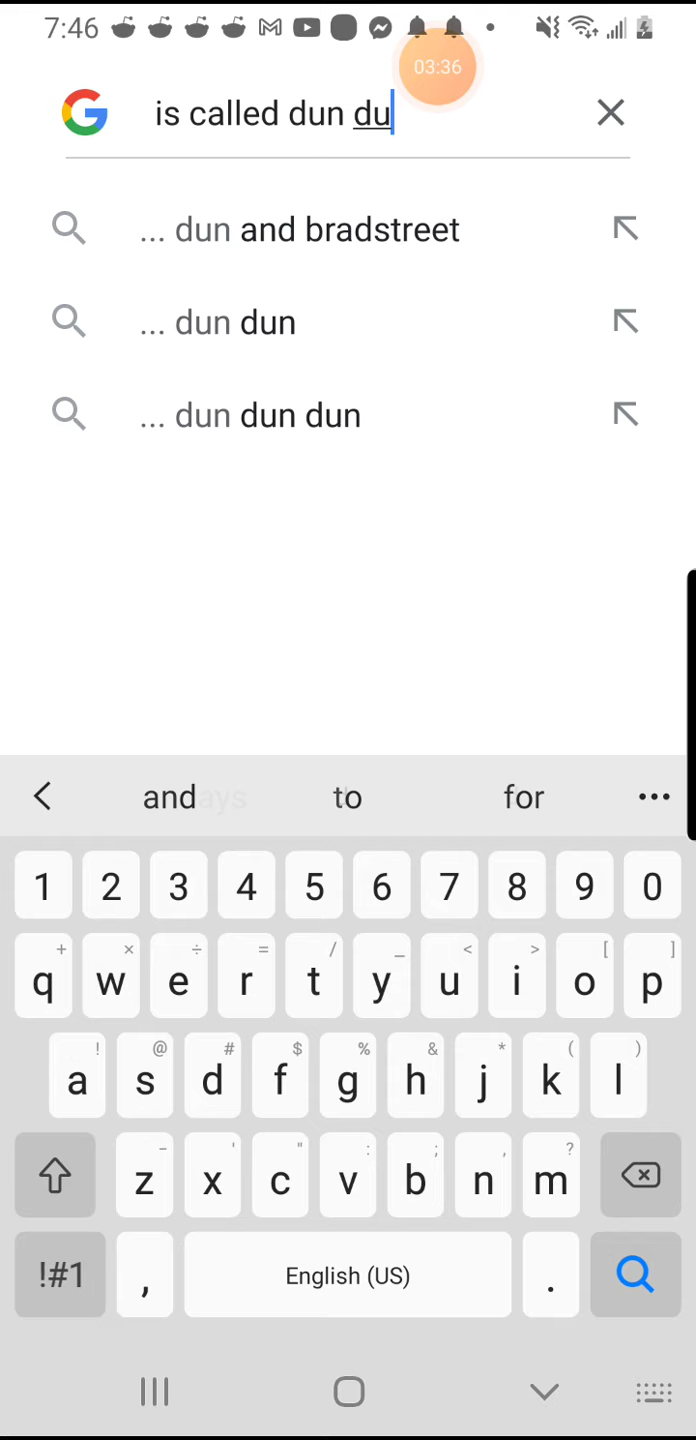 7:46
03:36
is called dun du
... dun and bradstreet
... dun dun
... dun dun dun
and to for
1 2 3 4 5 6 7 8 9 0
+ × ÷ = / _ < > [ ]
q w e r t y u i o p
! @ # $ % & * ( )
a s d f g h j k l
- ' " : ; , ?
z x c v b n m
!#1 , English (US) .